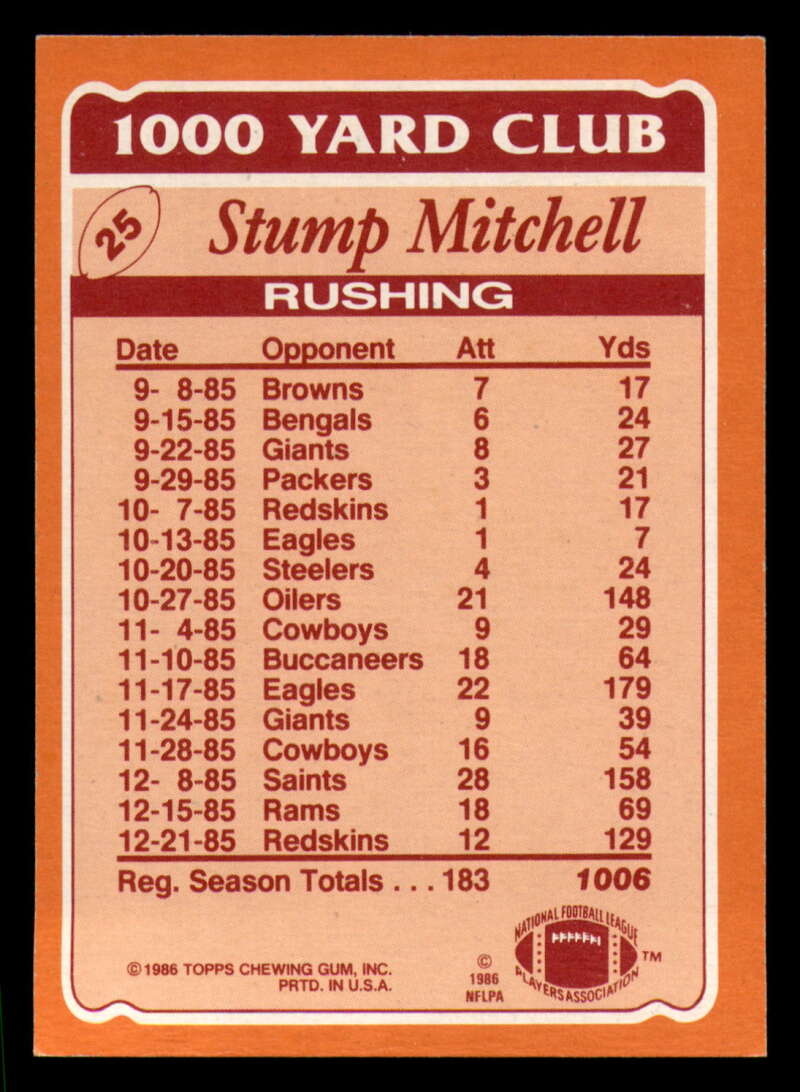 1000 YARD CLUB
25
Stump Mitchell
RUSHING
Date Opponent Att Yds
9- 8-85 Browns 7 17
9-15-85 Bengals 6 24
9-22-85 Giants 8 27
9-29-85 Packers 3 21
10- 7-85 Redskins 1 17
10-13-85 Eagles 1 7
10-20-85 Steelers 4 24
10-27-85 Oilers 21 148
11- 4-85 Cowboys 9 29
11-10-85 Buccaneers 18 64
11-17-85 Eagles 22 179
11-24-85 Giants 9 39
11-28-85 Cowboys 16 54
12- 8-85 Saints 28 158
12-15-85 Rams 18 69
12-21-85 Redskins 12 129
Reg. Season Totals ... 183 1006
© 1986 TOPPS CHEWING GUM, INC.
PRTD. IN U.S.A.
©
1986
NFLPA
NATIONAL FOOTBALL LEAGUE
PLAYERS ASSOCIATION
TM